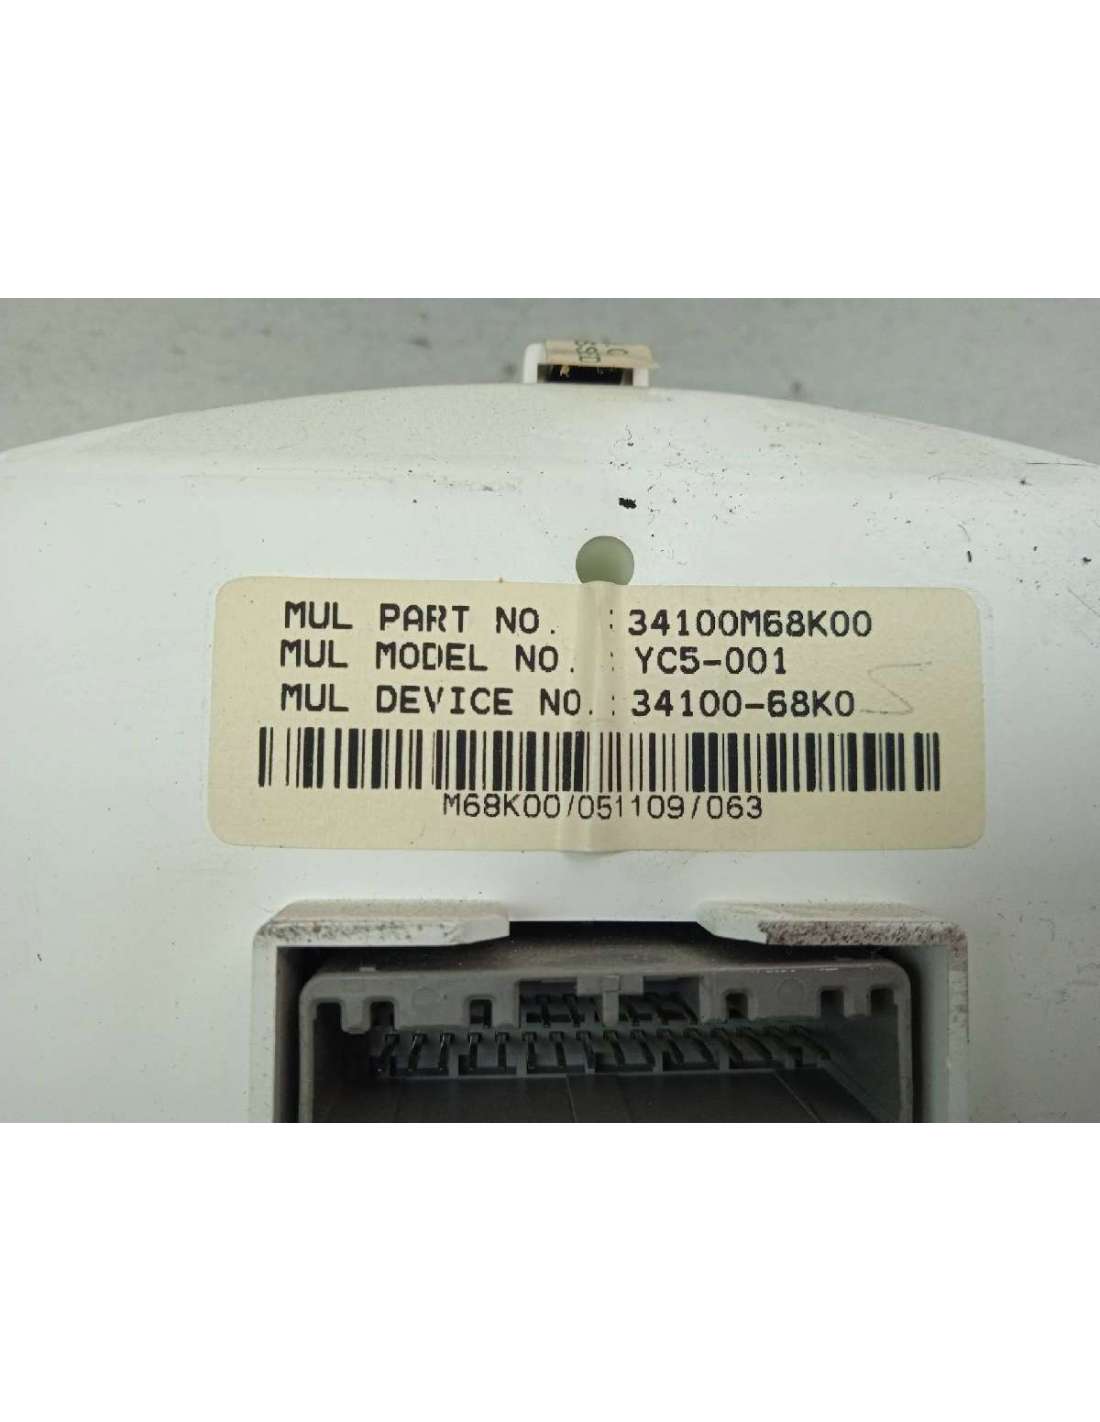 MUL PART NO. : 34100M68K00
MUL MODEL NO. : YC5-001
MUL DEVICE NO. : 34100-68K0
M68K00/051109/063